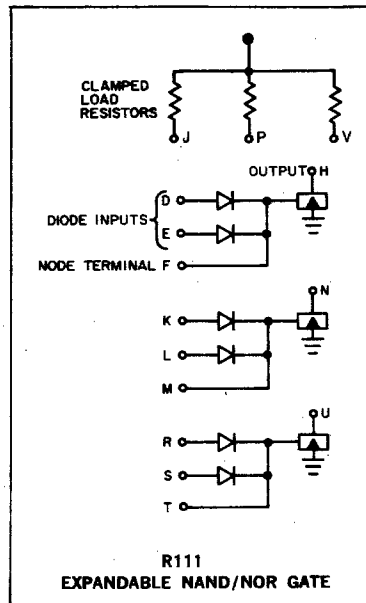 CLAMPED
LOAD
RESISTORS
J P V
OUTPUT H
D
DIODE INPUTS
E
NODE TERMINAL F
N
K
L
M
U
R
S
T
R111
EXPANDABLE NAND/NOR GATE